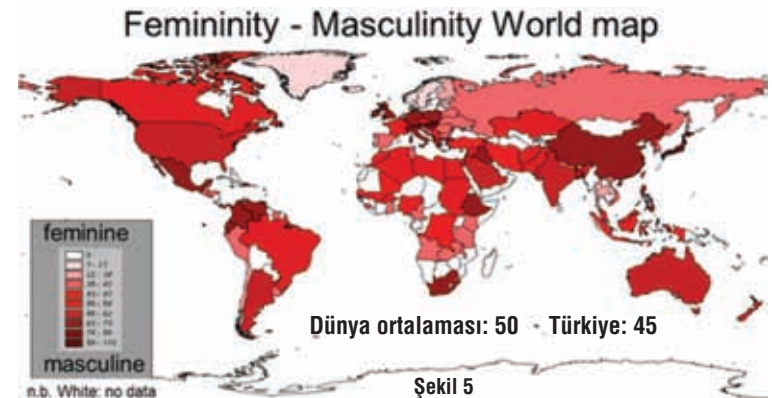 Femininity - Masculinity World map
feminine
masculine
n.b. White: no data
Dünya ortalaması: 50
Türkiye: 45
Şekil 5